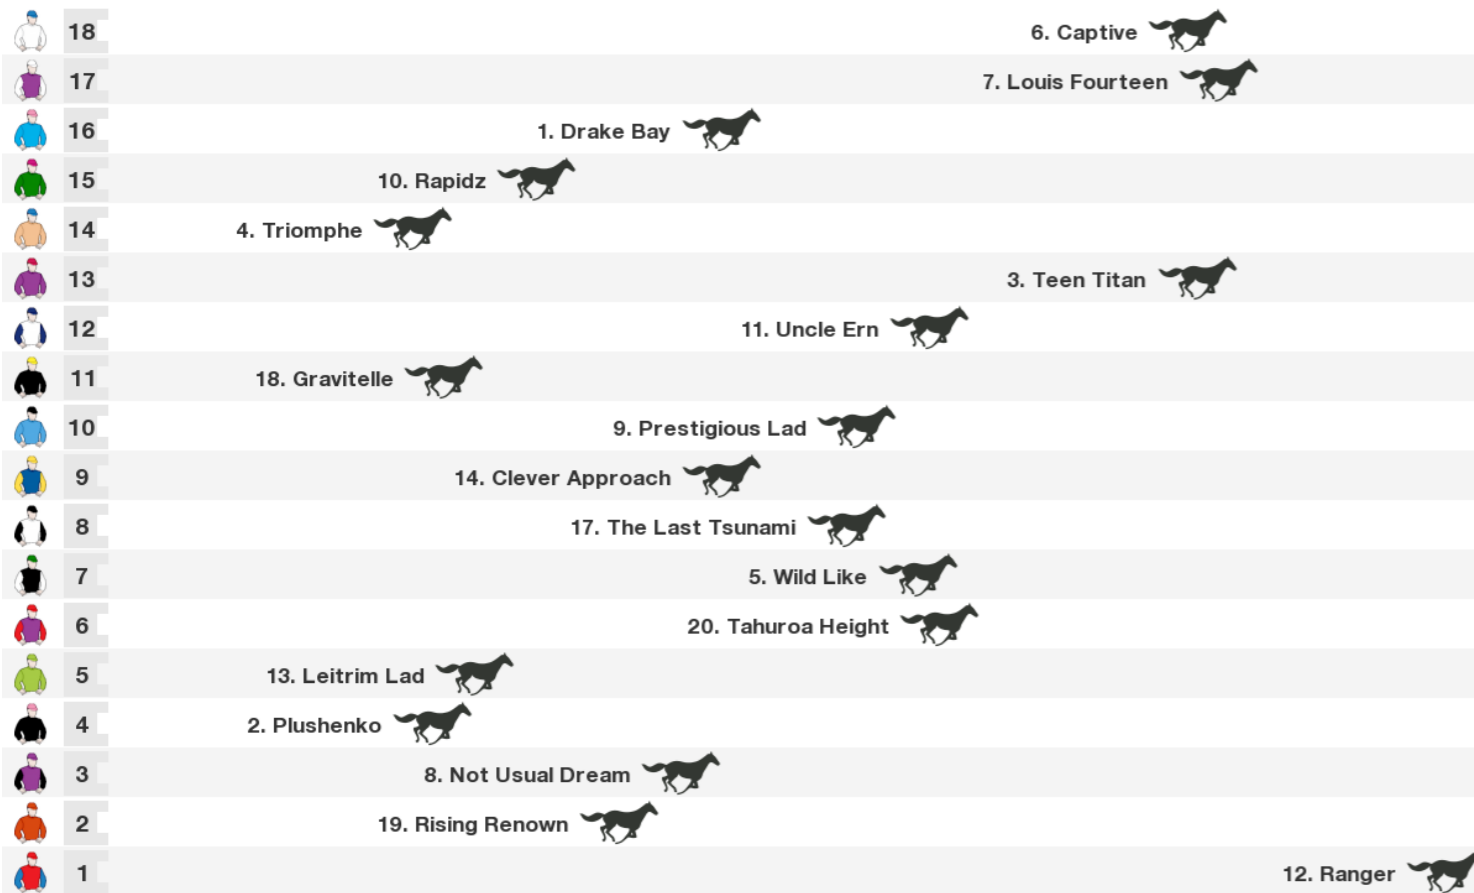 18 6. Captive
17 7. Louis Fourteen
16 1. Drake Bay
15 10. Rapidz
14 4. Triomphe
13 3. Teen Titan
12 11. Uncle Ern
11 18. Gravitelle
10 9. Prestigious Lad
9 14. Clever Approach
8 17. The Last Tsunami
7 5. Wild Like
6 20. Tahuroa Height
5 13. Leitrim Lad
4 2. Plushenko
3 8. Not Usual Dream
2 19. Rising Renown
1 12. Ranger